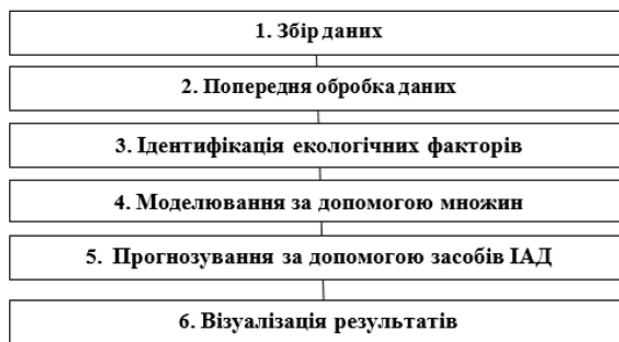 1. Збір даних
2. Попередня обробка даних
3. Ідентифікація екологічних факторів
4. Моделювання за допомогою множин
5. Прогнозування за допомогою засобів ІАД
6. Візуалізація результатів